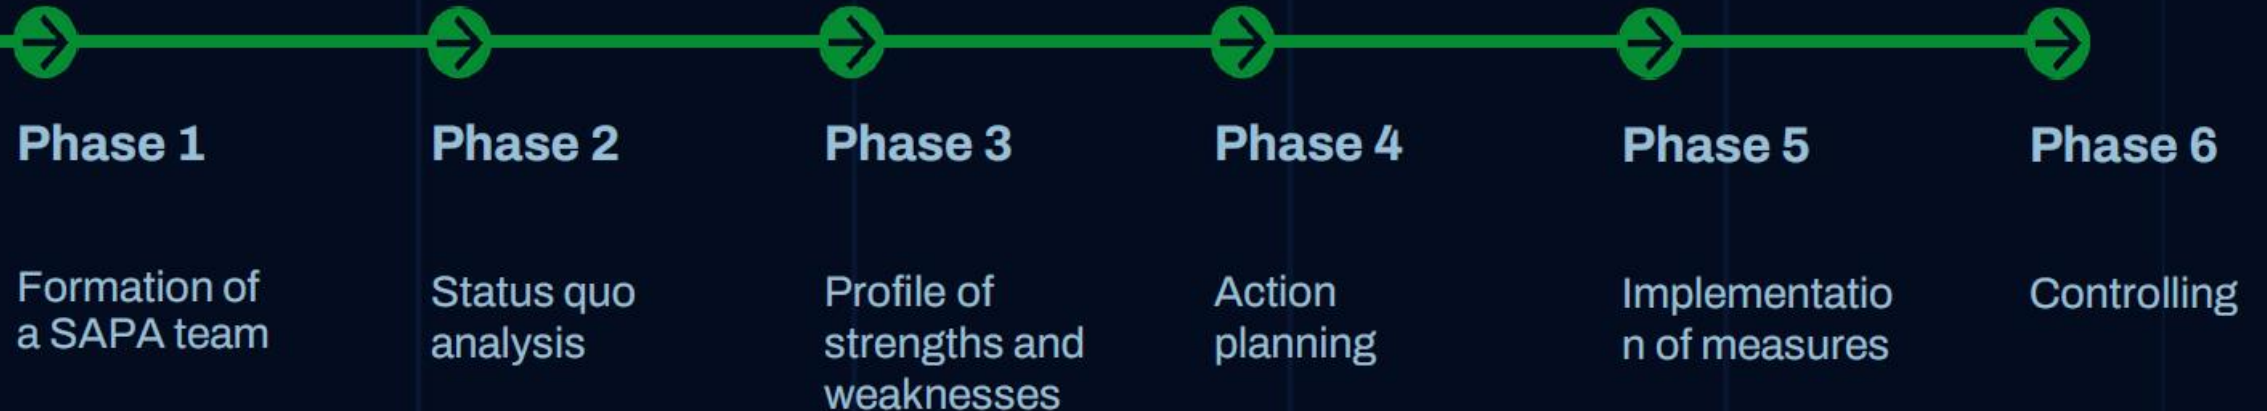 Phase 1
Formation of
a SAPA team
Phase 2
Status quo
analysis
Phase 3
Profile of
strengths and
weaknesses
Phase 4
Action
planning
Phase 5
Implementatio
n of measures
Phase 6
Controlling